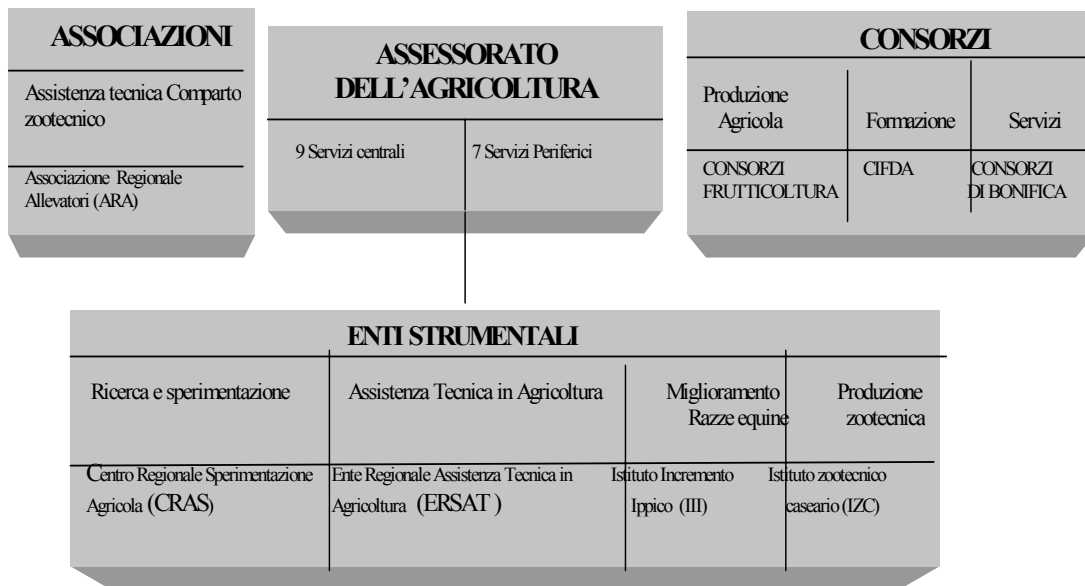 ASSOCIAZIONI
Assistenza tecnica Comparto
zootecnico
Associazione Regionale
Allevatori (ARA)
ASSESSORATO
DELL'AGRICOLTURA
9 Servizi centrali
7 Servizi Periferici
CONSORZI
Produzione
Agricola
Formazione
Servizi
CONSORZI
FRUTTICOLTURA
CIFDA
CONSORZI
DI BONIFICA
ENTI STRUMENTALI
Ricerca e sperimentazione
Assistenza Tecnica in Agricoltura
Miglioramento
Razze equine
Produzione
zootecnica
Centro Regionale Sperimentazione
Agricola (CRAS)
Ente Regionale Assistenza Tecnica in
Agricoltura (ERSAT )
Istituto Incremento
Ippico (III)
Istituto zootecnico
caseario (IZC)